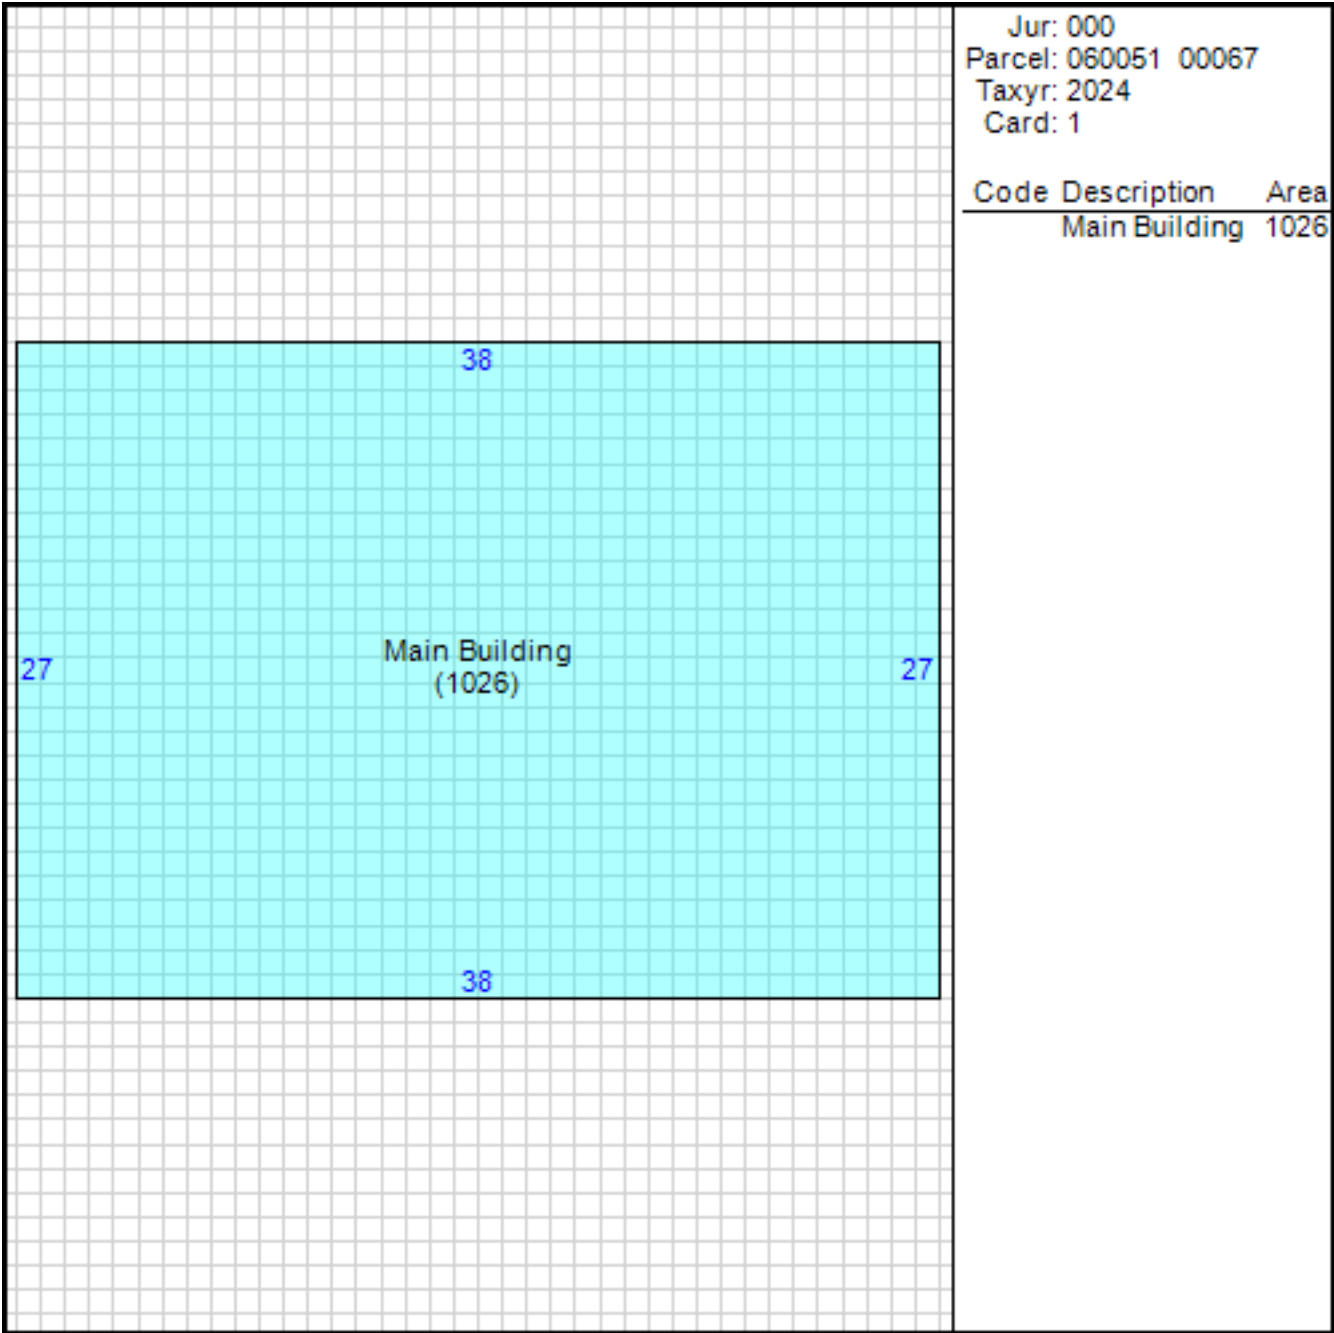 Jur: 000
Parcel: 060051 00067
Taxyr: 2024
Card: 1
Code Description Area
Main Building 1026
38
27
Main Building
(1026)
27
38